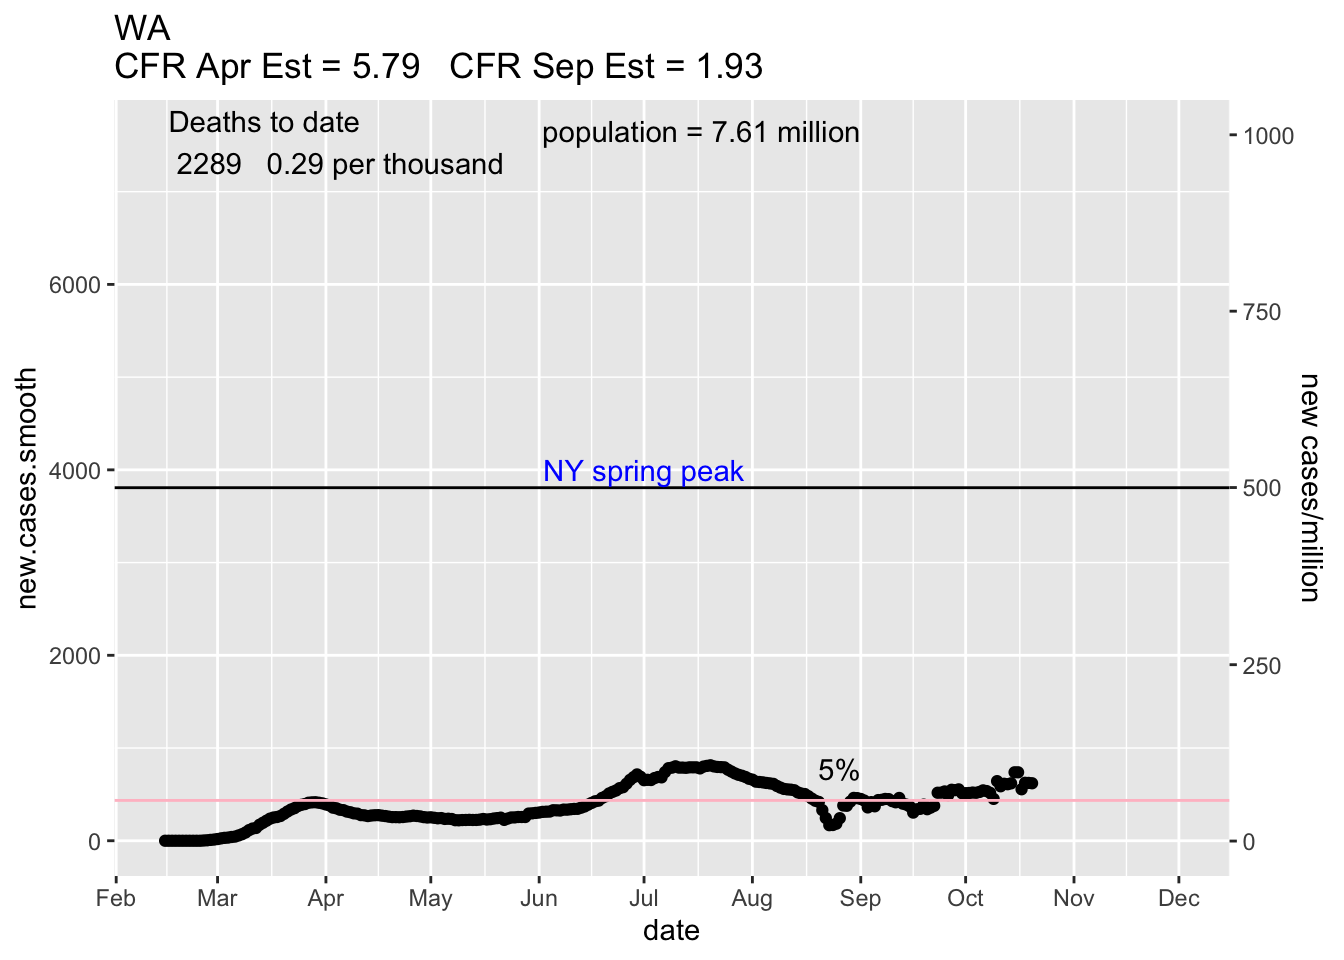 WA
CFR Apr Est = 5.79   CFR Sep Est = 1.93
Deaths to date
2289   0.29 per thousand
population = 7.61 million
NY spring peak
5%
new.cases.smooth
6000
4000
2000
0
new cases/million
1000
750
500
250
0
Feb Mar Apr May Jun Jul Aug Sep Oct Nov Dec
date